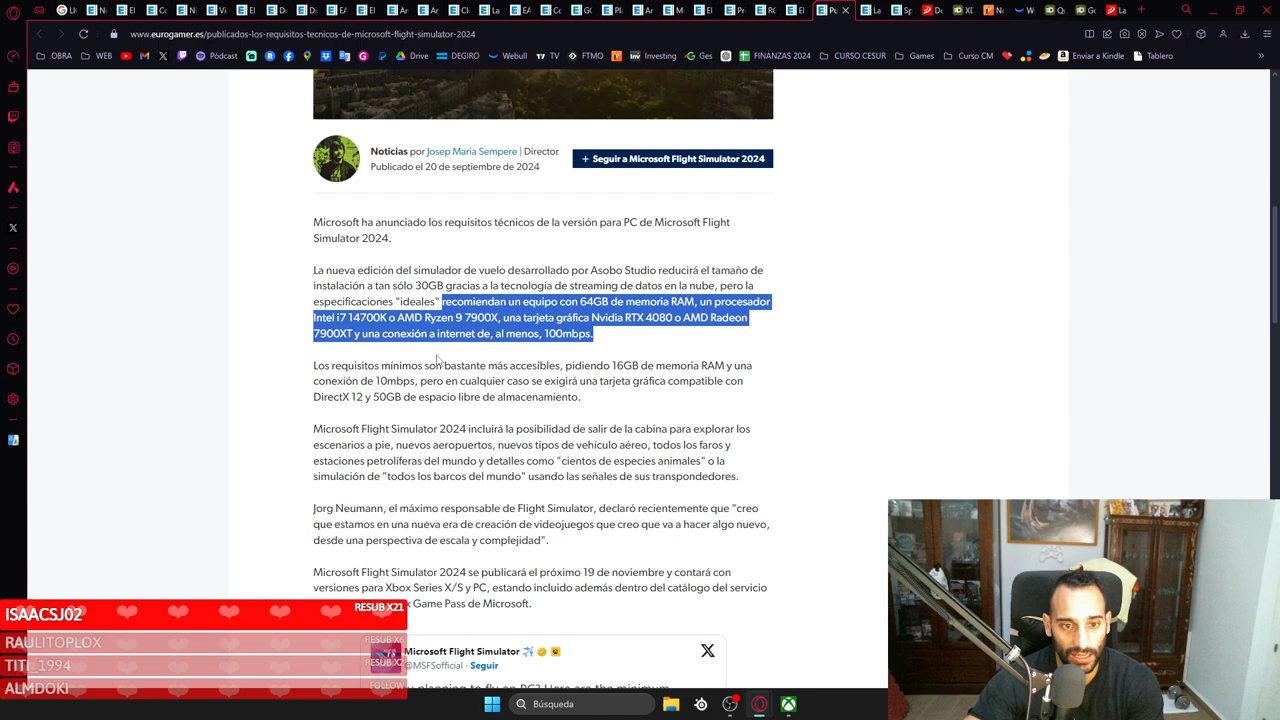 www.eurogamer.es/publicados-los-requisitos-tecnicos-de-microsoft-flight-simulator-2024
OBRA
WEB
Pódcast
Drive
DEGIRO
Webull
TV
FTMO
Investing
Ges
FINANZAS 2024
CURSO CESUR
Games
Curso CM
Enviar a Kindle
Tablero
Noticias por Josep Maria Sempere | Director
Publicado el 20 de septiembre de 2024
+ Seguir a Microsoft Flight Simulator 2024
Microsoft ha anunciado los requisitos técnicos de la versión para PC de Microsoft Flight
Simulator 2024.
La nueva edición del simulador de vuelo desarrollado por Asobo Studio reducirá el tamaño de
instalación a tan sólo 30GB gracias a la tecnología de streaming de datos en la nube, pero la
especificaciones "ideales" recomiendan un equipo con 64GB de memoria RAM, un procesador
Intel i7 14700K o AMD Ryzen 9 7900X, una tarjeta gráfica Nvidia RTX 4080 o AMD Radeon
7900XT y una conexión a internet de, al menos, 100mbps.
Los requisitos mínimos son bastante más accesibles, pidiendo 16GB de memoria RAM y una
conexión de 10mbps, pero en cualquier caso se exigirá una tarjeta gráfica compatible con
DirectX 12 y 50GB de espacio libre de almacenamiento.
Microsoft Flight Simulator 2024 incluirá la posibilidad de salir de la cabina para explorar los
escenarios a pie, nuevos aeropuertos, nuevos tipos de vehículo aéreo, todos los faros y
estaciones petrolíferas del mundo y detalles como "cientos de especies animales" o la
simulación de "todos los barcos del mundo" usando las señales de sus transpondedores.
Jorg Neumann, el máximo responsable de Flight Simulator, declaró recientemente que "creo
que estamos en una nueva era de creación de videojuegos que creo que va a hacer algo nuevo,
desde una perspectiva de escala y complejidad".
Microsoft Flight Simulator 2024 se publicará el próximo 19 de noviembre y contará con
versiones para Xbox Series X/S y PC, estando incluido además dentro del catálogo del servicio
Game Pass de Microsoft.
ISAACSJ02 RESUB X21
RAULITOPLOX RESUB X6
TITI_1994 RESUB X2
ALMDOKI FOLLOW
Microsoft Flight Simulator
@MSFSofficial · Seguir
planning to fly on PC? Here are the minimum
Búsqueda